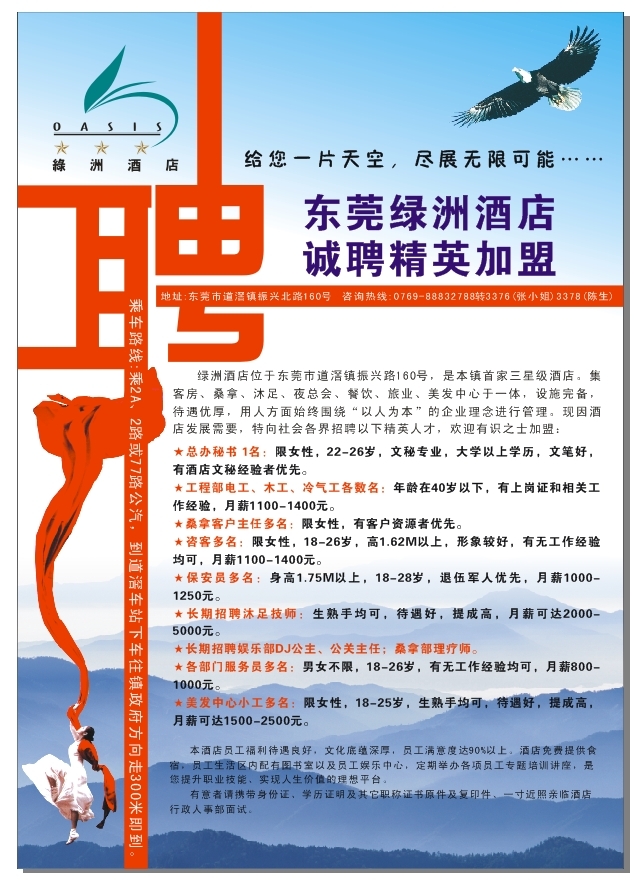 OASIS
綠洲酒店
给您一片天空，尽展无限可能……
聘
东莞绿洲酒店
诚聘精英加盟
地址:东莞市道滘镇振兴北路160号 咨询热线:0769-88832788转3376(张小姐)3378(陈生)
乘车路线:乘2A、2路或77路公汽，到道滘车站下车往镇政府方向走300米即到。
绿洲酒店位于东莞市道滘镇振兴路160号，是本镇首家三星级酒店。集
客房、桑拿、沐足、夜总会、餐饮、旅业、美发中心于一体，设施完备，
待遇优厚，用人方面始终围绕“以人为本”的企业理念进行管理。现因酒
店发展需要，特向社会各界招聘以下精英人才，欢迎有识之士加盟：
★总办秘书 1名：限女性，22-26岁，文秘专业，大学以上学历，文笔好，
有酒店文秘经验者优先。
★工程部电工、木工、冷气工各数名：年龄在40岁以下，有上岗证和相关工
作经验，月薪1100-1400元。
★桑拿客户主任多名：限女性，有客户资源者优先。
★咨客多名：限女性，18-26岁，高1.62M以上，形象较好，有无工作经验
均可，月薪1100-1400元。
★保安员多名：身高1.75M以上，18-28岁，退伍军人优先，月薪1000-
1250元。
★长期招聘沐足技师：生熟手均可，待遇好，提成高，月薪可达2000-
5000元。
★长期招聘娱乐部DJ公主、公关主任；桑拿部理疗师。
★各部门服务员多名：男女不限，18-26岁，有无工作经验均可，月薪800-
1000元。
★美发中心小工多名：限女性，18-25岁，生熟手均可，待遇好，提成高，
月薪可达1500-2500元。
本酒店员工福利待遇良好，文化底蕴深厚，员工满意度达90%以上。酒店免费提供食
宿，员工生活区内配有图书室以及员工娱乐中心，定期举办各项员工专题培训讲座，是
您提升职业技能、实现人生价值的理想平台。
有意者请携带身份证、学历证明及其它职称证书原件及复印件、一寸近照亲临酒店
行政人事部面试。